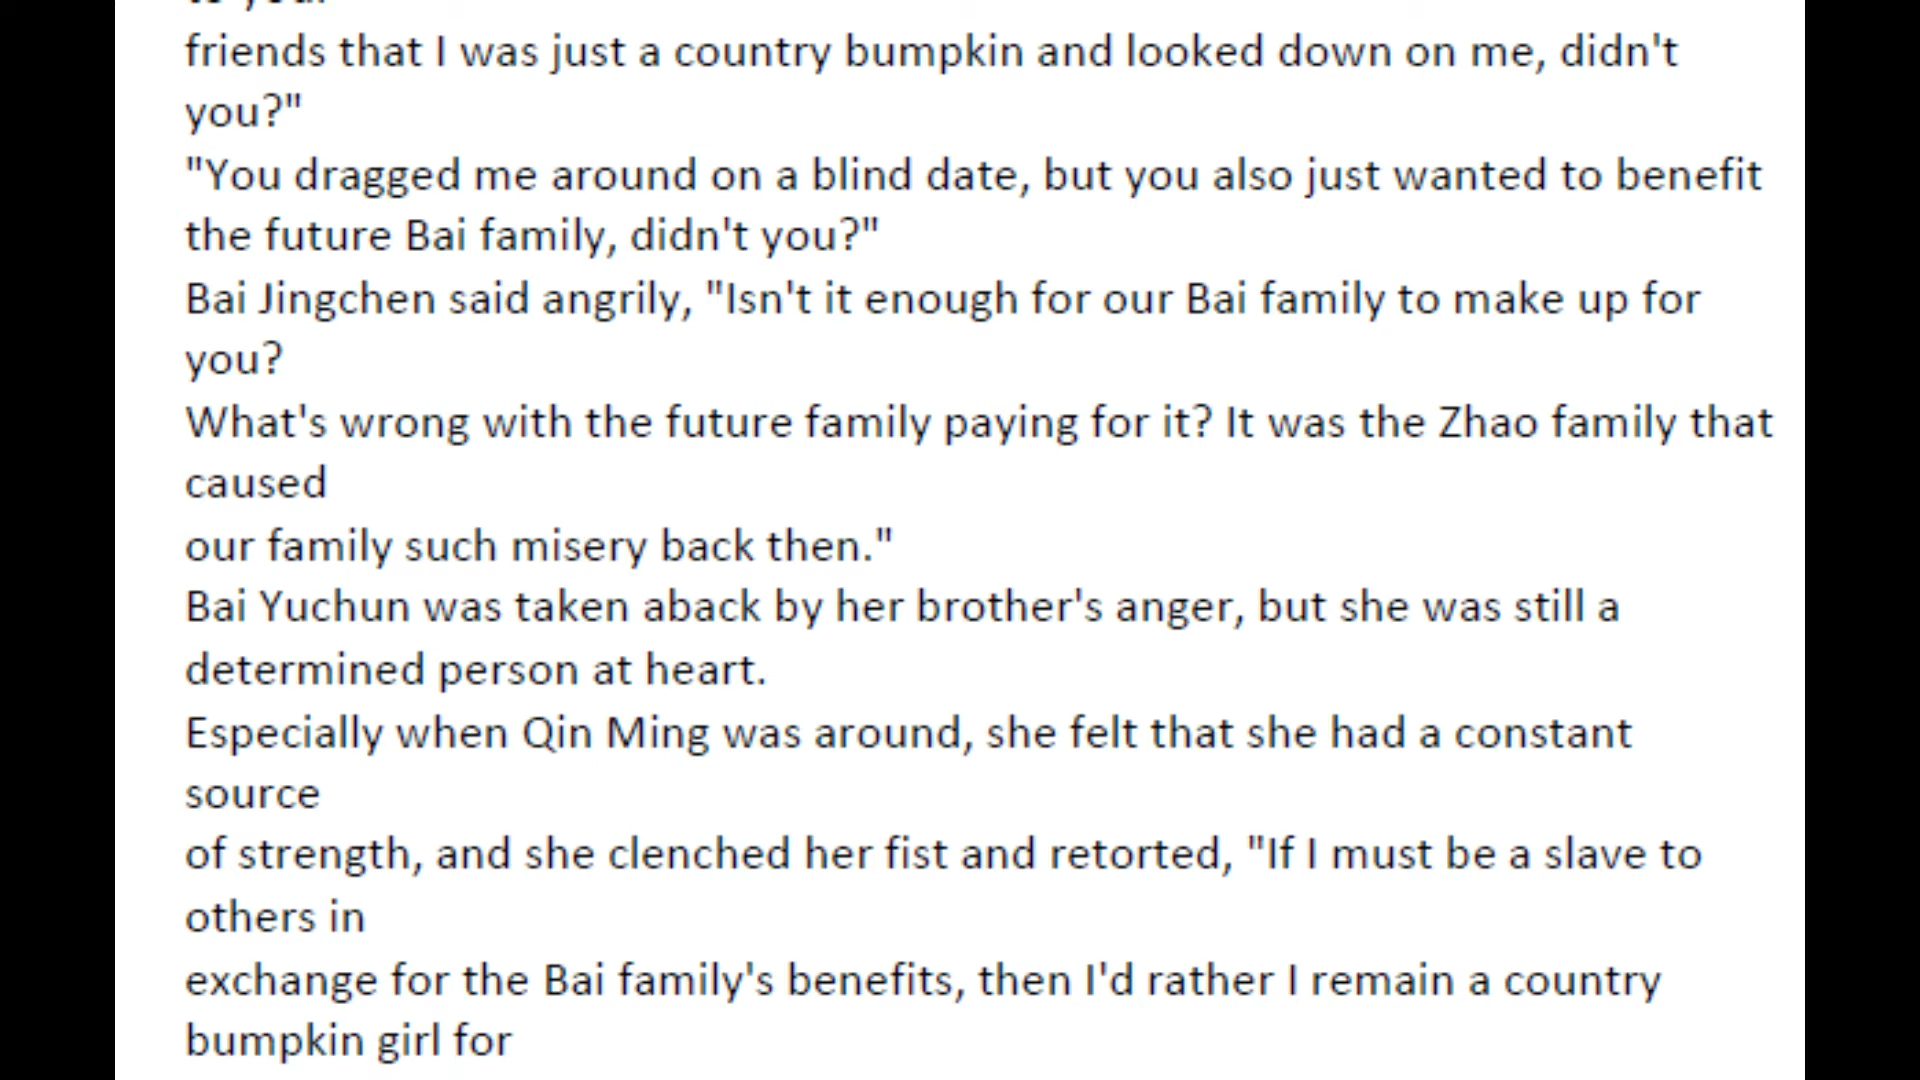 friends that I was just a country bumpkin and looked down on me, didn't
you?"
"You dragged me around on a blind date, but you also just wanted to benefit
the future Bai family, didn't you?"
Bai Jingchen said angrily, "Isn't it enough for our Bai family to make up for
you?
What's wrong with the future family paying for it? It was the Zhao family that
caused
our family such misery back then."
Bai Yuchun was taken aback by her brother's anger, but she was still a
determined person at heart.
Especially when Qin Ming was around, she felt that she had a constant
source
of strength, and she clenched her fist and retorted, "If I must be a slave to
others in
exchange for the Bai family's benefits, then I'd rather I remain a country
bumpkin girl for